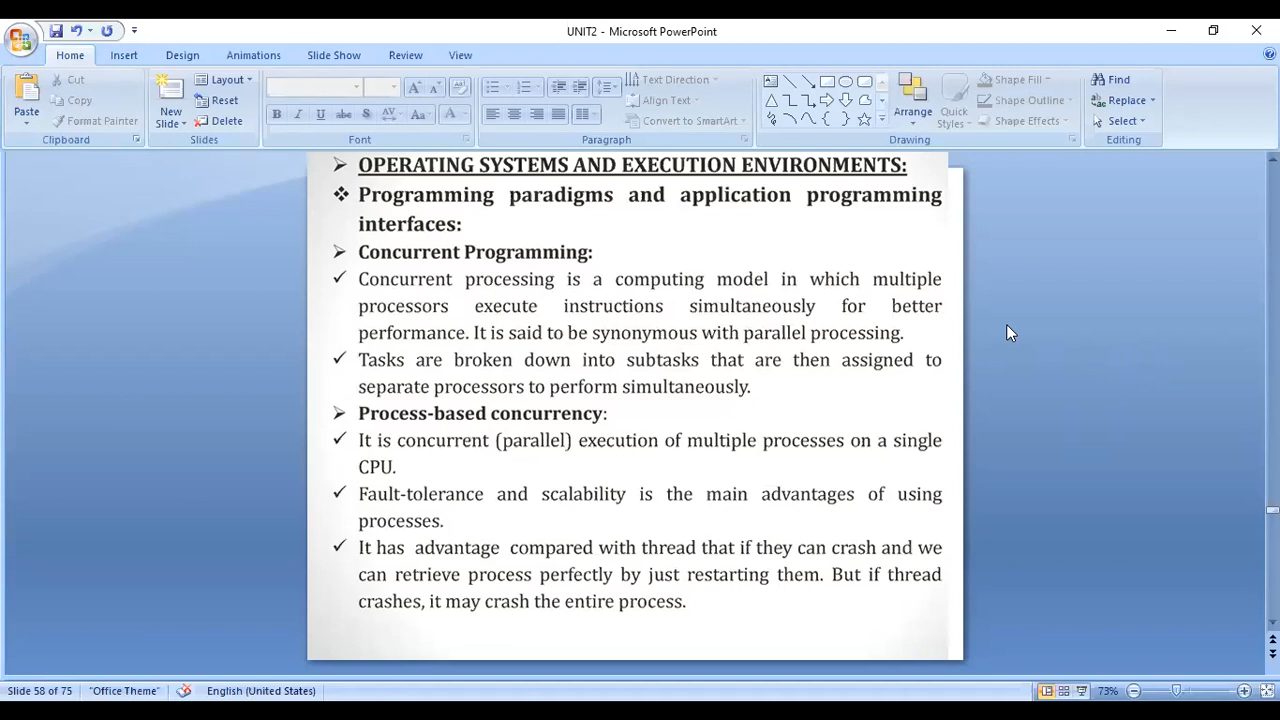 UNIT2 - Microsoft PowerPoint
Home Insert Design Animations Slide Show Review View
Cut Layout Text Direction Shape Fill Find
Copy Reset Align Text Shape Outline Replace
Paste Format Painter New Slide Delete Convert to SmartArt Arrange Quick Styles Shape Effects Select
Clipboard Slides Font Paragraph Drawing Editing
➢ OPERATING SYSTEMS AND EXECUTION ENVIRONMENTS:
❖ Programming paradigms and application programming
interfaces:
➢ Concurrent Programming:
✓ Concurrent processing is a computing model in which multiple
processors execute instructions simultaneously for better
performance. It is said to be synonymous with parallel processing.
✓ Tasks are broken down into subtasks that are then assigned to
separate processors to perform simultaneously.
➢ Process-based concurrency:
✓ It is concurrent (parallel) execution of multiple processes on a single
CPU.
✓ Fault-tolerance and scalability is the main advantages of using
processes.
✓ It has advantage compared with thread that if they can crash and we
can retrieve process perfectly by just restarting them. But if thread
crashes, it may crash the entire process.
Slide 58 of 75 "Office Theme" English (United States) 73%